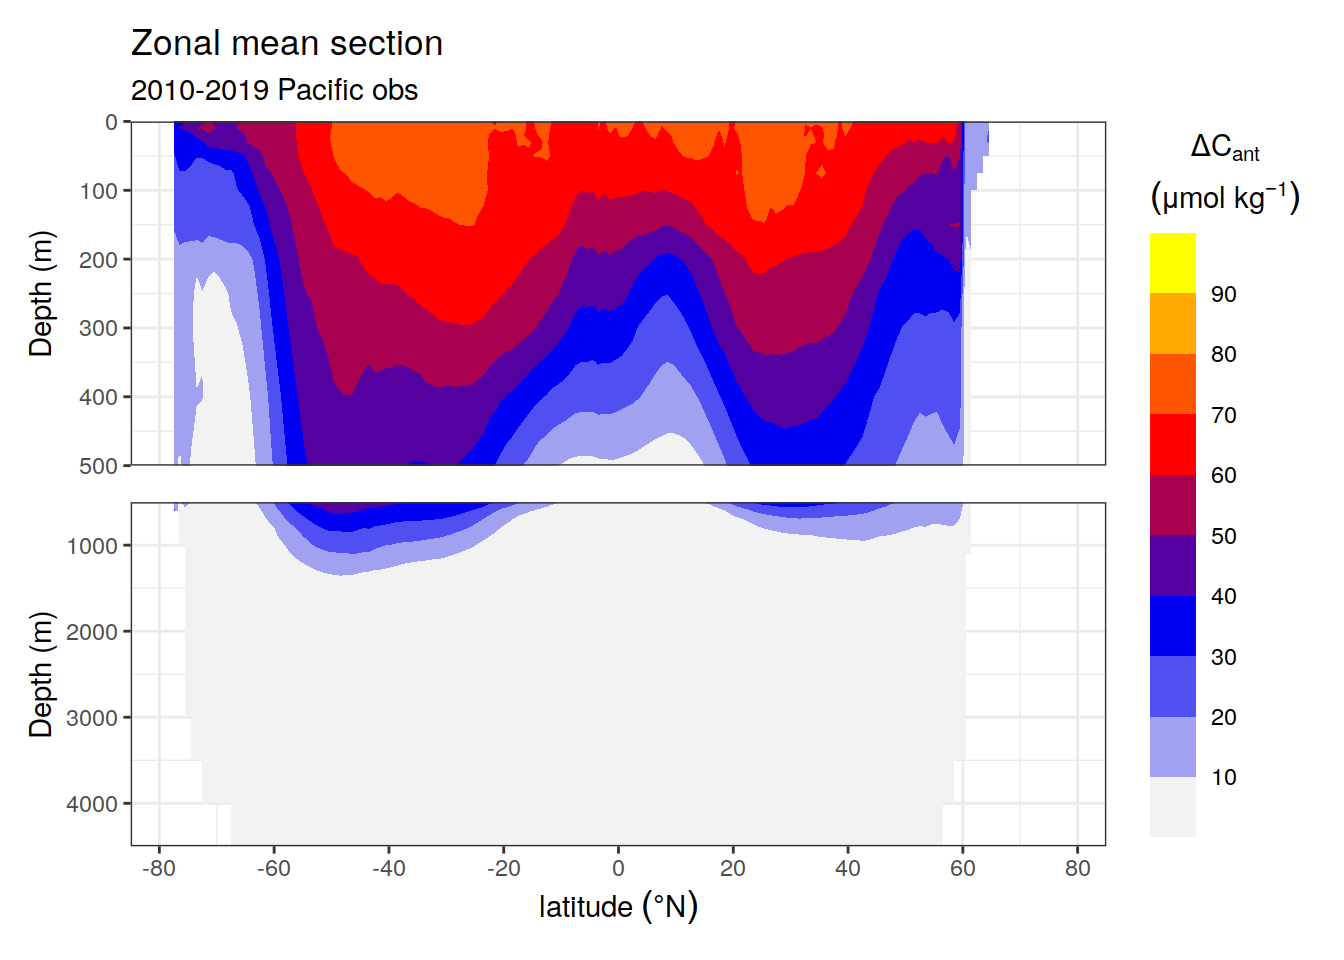 Zonal mean section
2010-2019 Pacific obs
0
100
200
300
400
500
Depth (m)
1000
2000
3000
4000
Depth (m)
-80 -60 -40 -20 0 20 40 60 80
latitude (°N)
ΔCant
(μmol kg⁻¹)
90
80
70
60
50
40
30
20
10